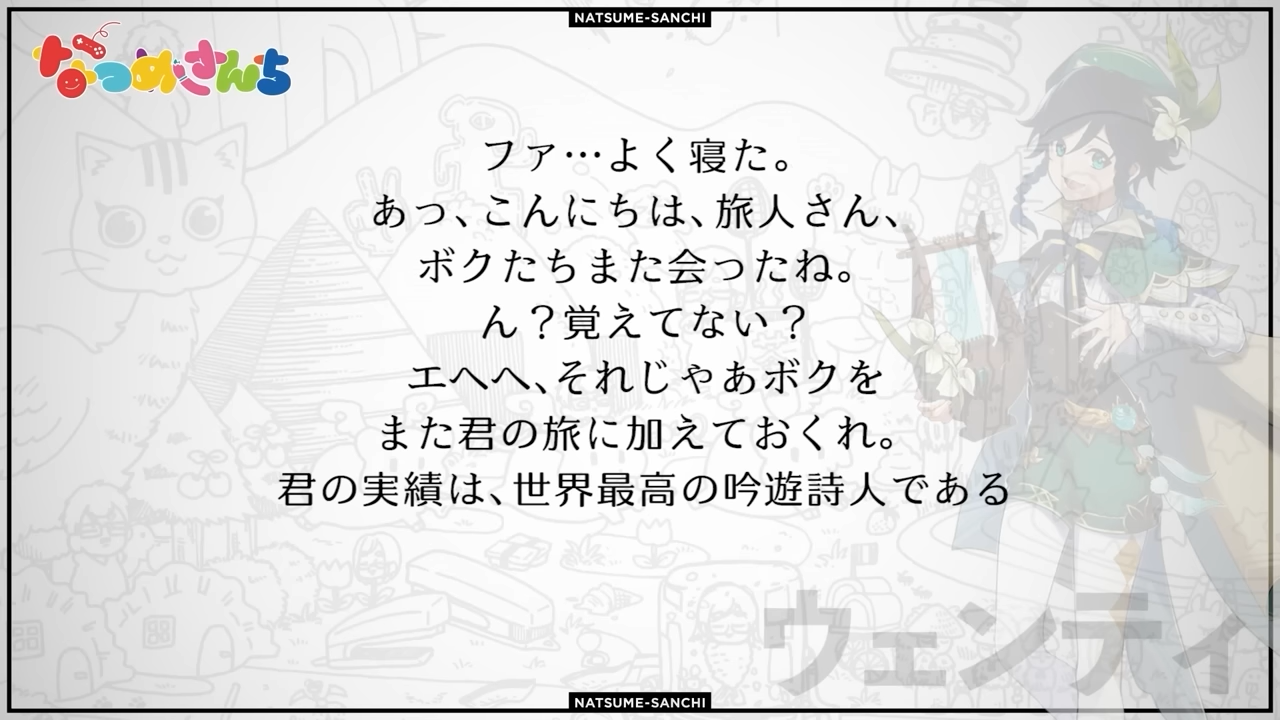 NATSUME-SANCHI
なつめさんち
ファ…よく寝た。
あっ、こんにちは、旅人さん、
ボクたちまた会ったね。
ん？覚えてない？
エヘヘ、それじゃあボクを
また君の旅に加えておくれ。
君の実績は、世界最高の吟遊詩人である
ウェンティ
NATSUME-SANCHI